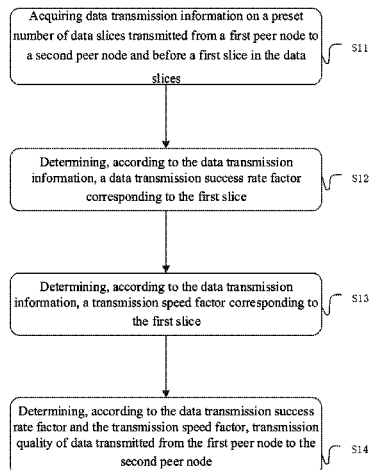 Acquiring data transmission information on a preset
number of data slices transmitted from a first peer node to
a second peer node and before a first slice in the data
slices
S11
Determining, according to the data transmission
information, a data transmission success rate factor
corresponding to the first slice
S12
Determining, according to the data transmission
information, a transmission speed factor corresponding to
the first slice
S13
Determining, according to the data transmission success
rate factor and the transmission speed factor, transmission
quality of data transmitted from the first peer node to the
second peer node
S14